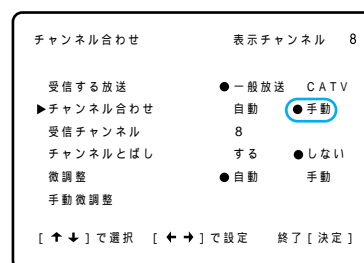 チャンネル合わせ 表示チャンネル 8
受信する放送 ●一般放送 CATV
▶チャンネル合わせ 自動 ●手動
受信チャンネル 8
チャンネルとばし する ●しない
微調整 ●自動 手動
手動微調整
[↑↓]で選択 [←→]で設定 終了[決定]